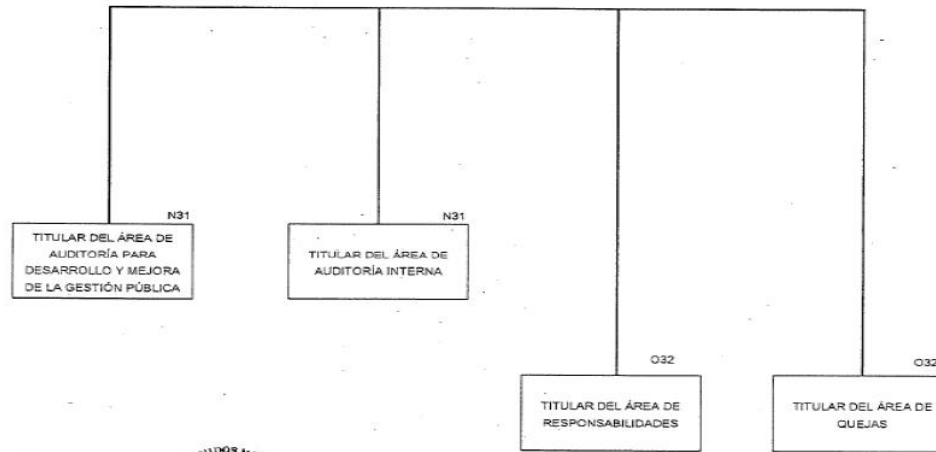 N31
TITULAR DEL ÁREA DE
AUDITORÍA PARA
DESARROLLO Y MEJORA
DE LA GESTIÓN PÚBLICA
N31
TITULAR DEL ÁREA DE
AUDITORÍA INTERNA
O32
TITULAR DEL ÁREA DE
RESPONSABILIDADES
O32
TITULAR DEL ÁREA DE
QUEJAS